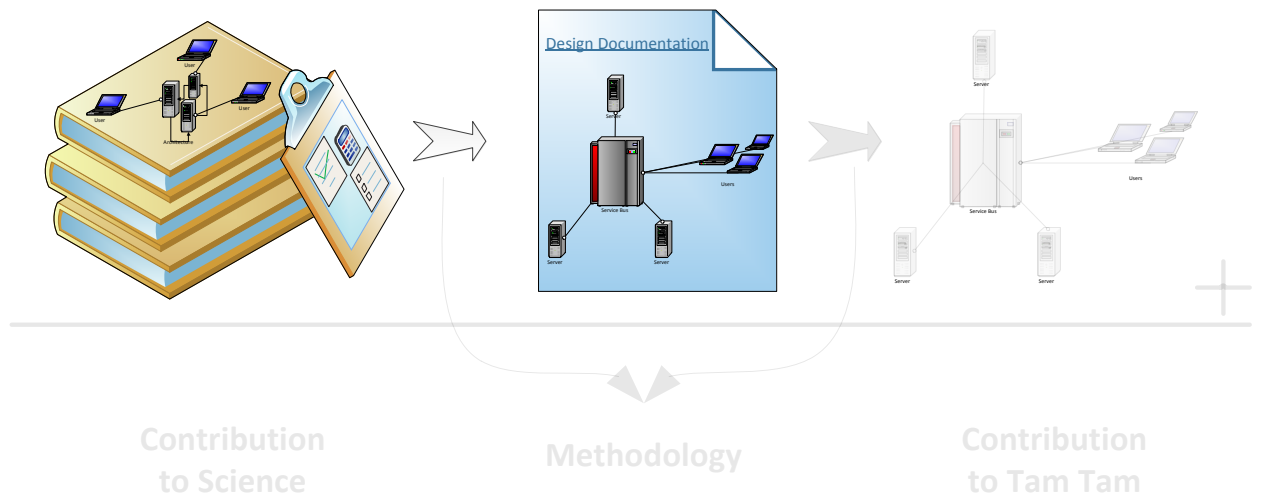 User
User
User
Architecture
Design Documentation
Server
Users
Service Bus
Server
Server
Server
Users
Service Bus
Server
Server
Contribution
to Science
Methodology
Contribution
to Tam Tam